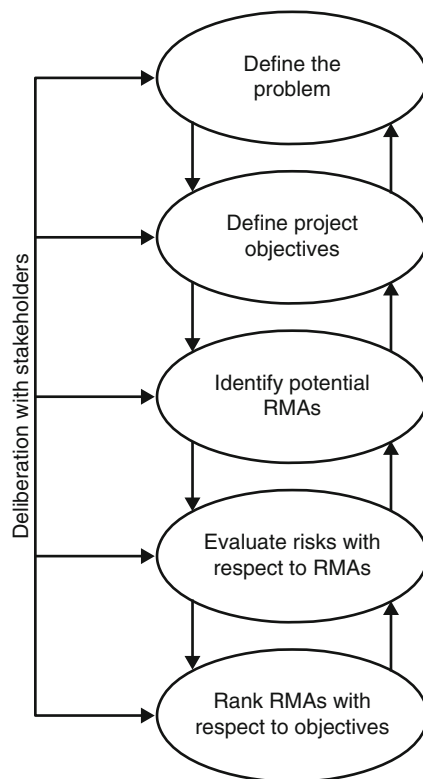 Define the
problem
Define project
objectives
Identify potential
RMAs
Evaluate risks with
respect to RMAs
Rank RMAs with
respect to objectives
Deliberation with stakeholders